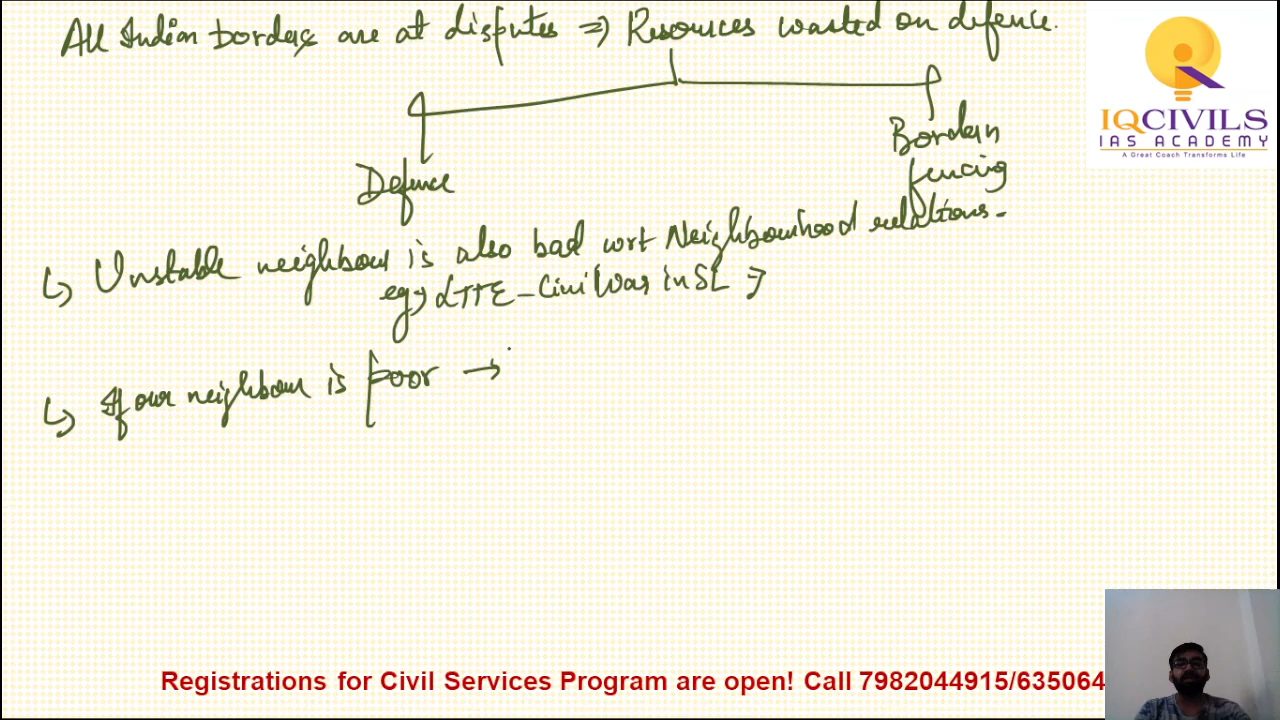 All Indian borders are at disputes ⇒ Resources wasted on defence.
IQCIVILS
IAS ACADEMY
A Great Coach Transforms Life
Defence
Border
fencing
↳ Unstable neighbour is also bad wrt Neighbourhood relations.
eg → LTTE - Civil War in SL ⇒
↳ If our neighbour is poor →
Registrations for Civil Services Program are open! Call 7982044915/635064